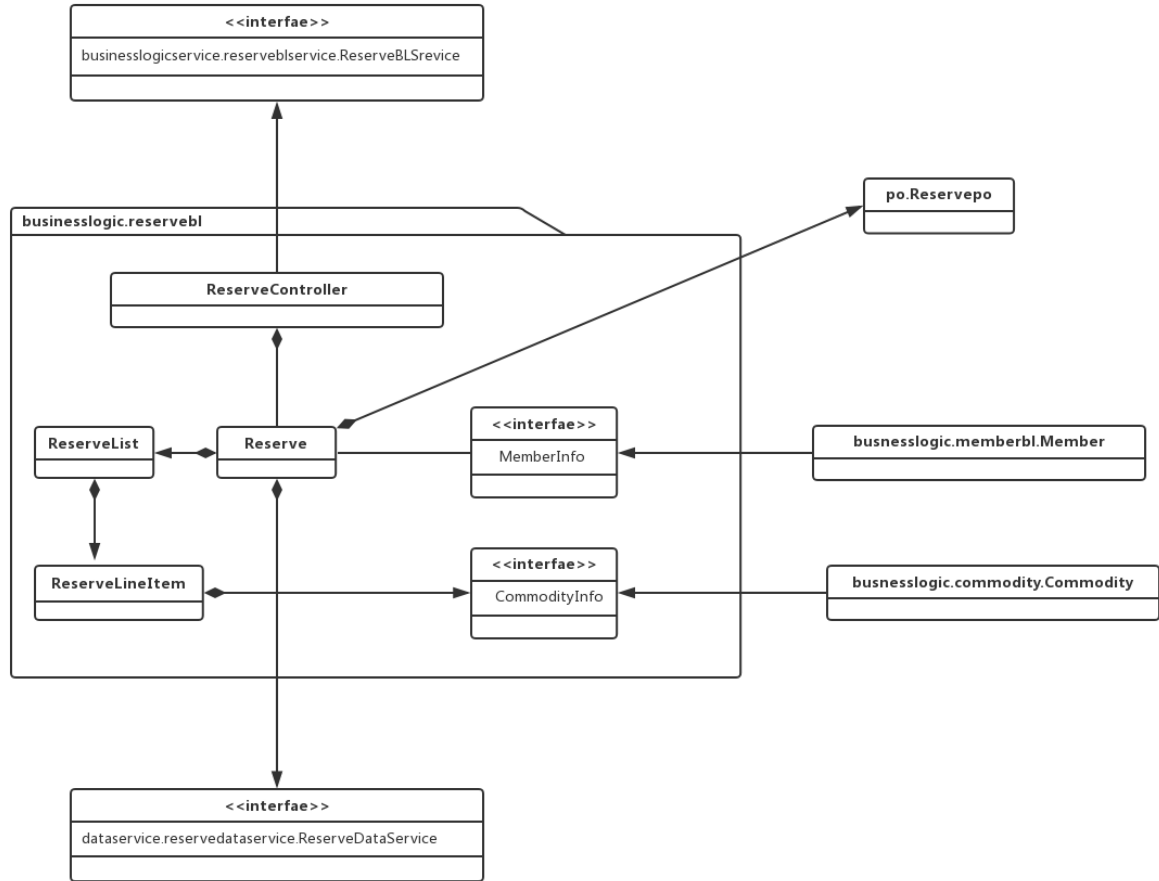 <<interfae>>
businesslogicservice.reserveblservice.ReserveBLSrevice
po.Reservepo
businesslogic.reservebl
ReserveController
ReserveList
Reserve
<<interfae>>
MemberInfo
busnesslogic.memberbl.Member
ReserveLineItem
<<interfae>>
CommodityInfo
busnesslogic.commodity.Commodity
<<interfae>>
dataservice.reservedataservice.ReserveDataService